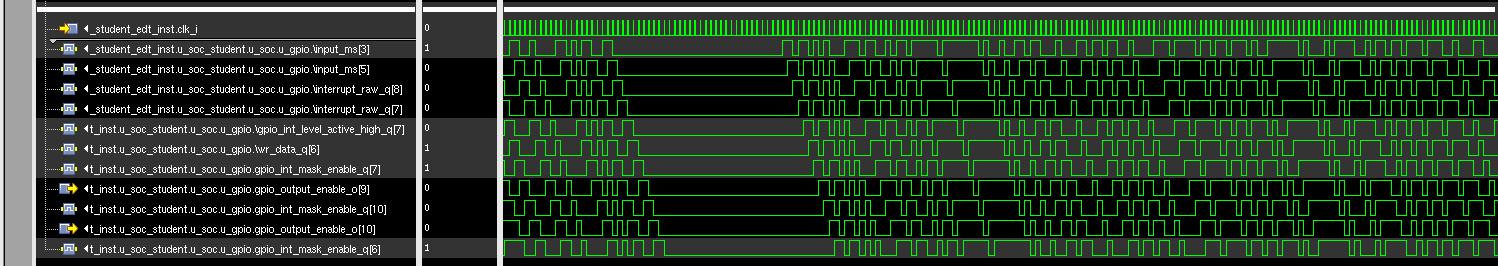 _student_edt_inst.clk_i 0
_student_edt_inst.u_soc_student.u_soc.u_gpio.\input_ms[3] 1
_student_edt_inst.u_soc_student.u_soc.u_gpio.\input_ms[5] 0
_student_edt_inst.u_soc_student.u_soc.u_gpio.\interrupt_raw_q[8] 0
_student_edt_inst.u_soc_student.u_soc.u_gpio.\interrupt_raw_q[7] 0
t_inst.u_soc_student.u_soc.u_gpio.\gpio_int_level_active_high_q[7] 0
t_inst.u_soc_student.u_soc.u_gpio.\wr_data_q[6] 1
t_inst.u_soc_student.u_soc.u_gpio.gpio_int_mask_enable_q[7] 1
t_inst.u_soc_student.u_soc.u_gpio.gpio_output_enable_o[9] 0
t_inst.u_soc_student.u_soc.u_gpio.gpio_int_mask_enable_q[10] 0
t_inst.u_soc_student.u_soc.u_gpio.gpio_output_enable_o[10] 0
t_inst.u_soc_student.u_soc.u_gpio.gpio_int_mask_enable_q[6] 1